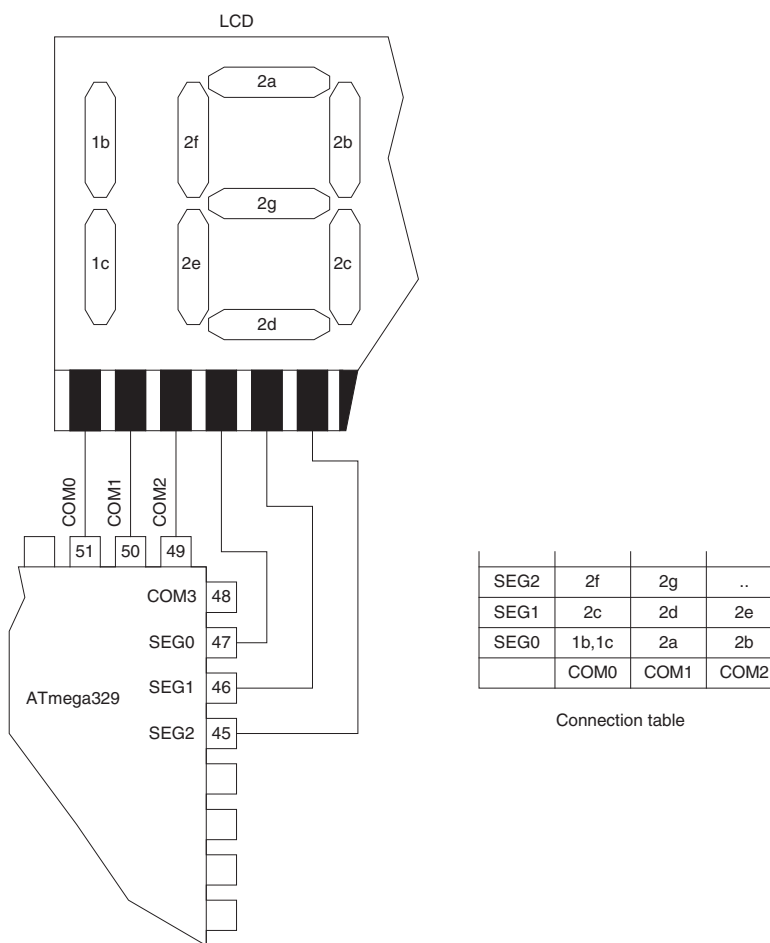 LCD
2a
1b
2f
2b
2g
1c
2e
2c
2d
COM0
COM1
COM2
51
50
49
COM3
48
SEG0
47
ATmega329
SEG1
46
SEG2
45
SEG2 2f 2g ..
SEG1 2c 2d 2e
SEG0 1b,1c 2a 2b
COM0 COM1 COM2
Connection table